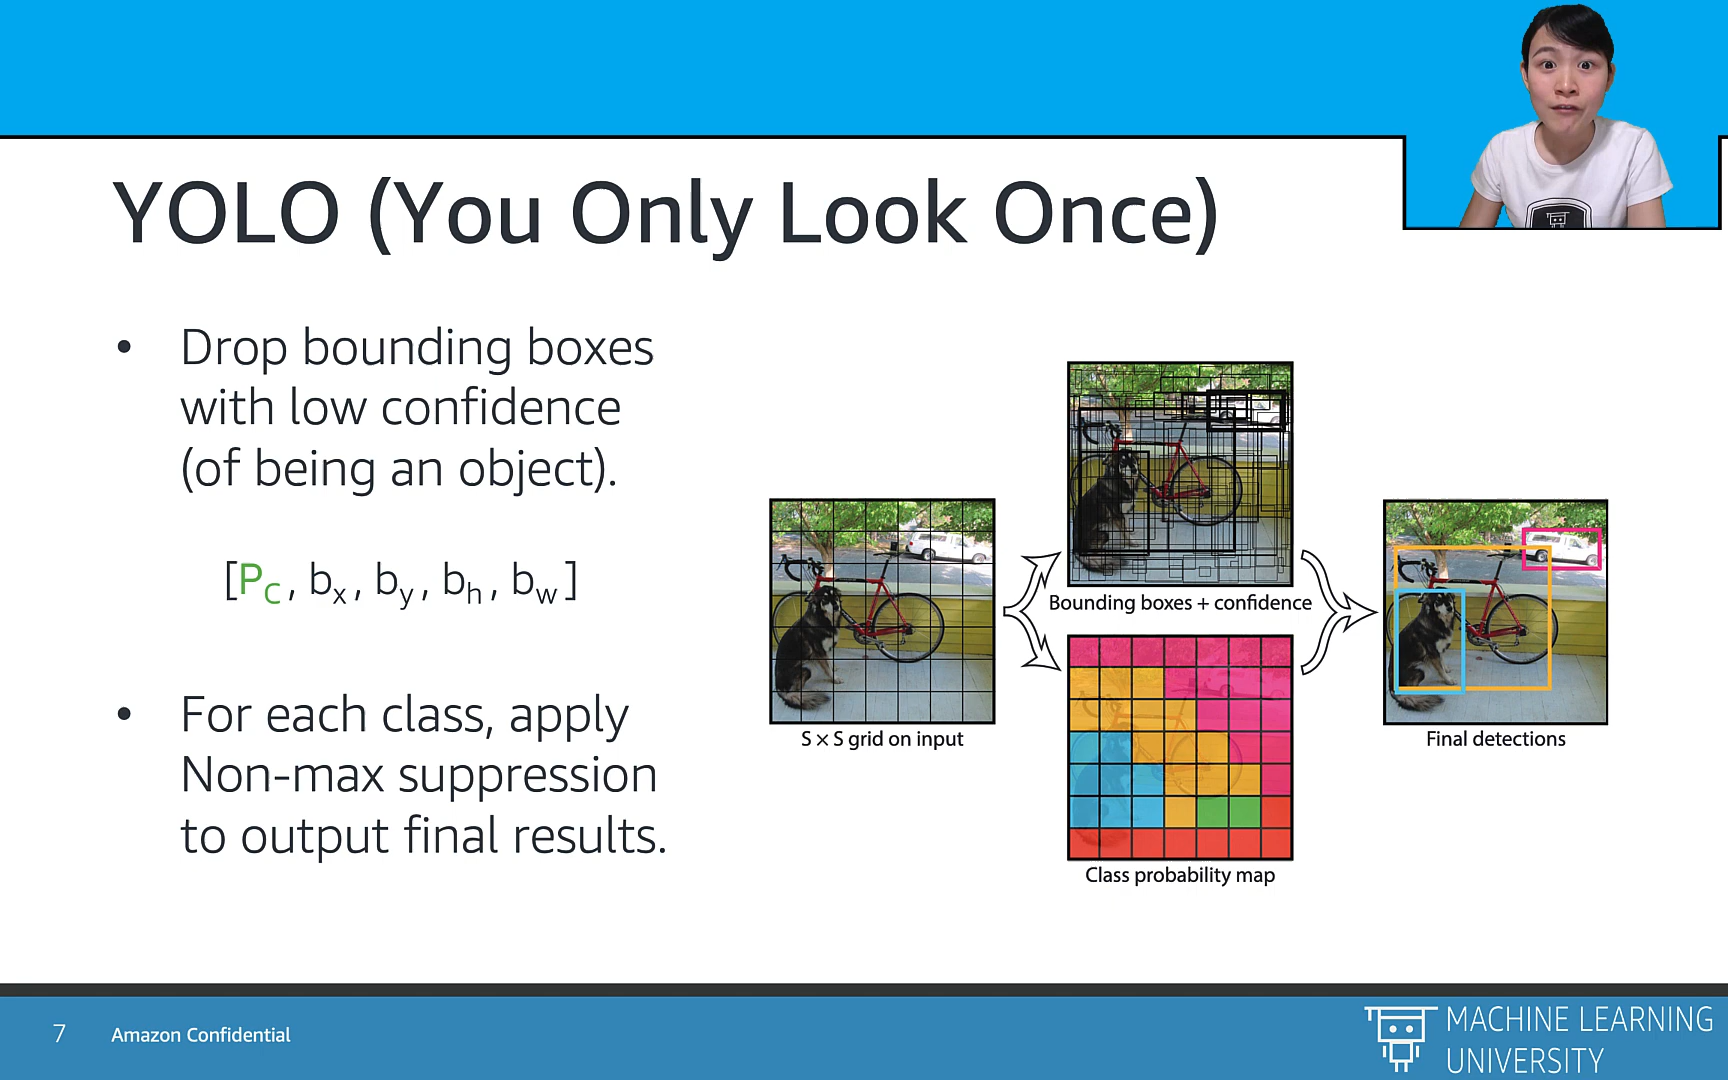 YOLO (You Only Look Once)
• Drop bounding boxes
with low confidence
(of being an object).
[P_C, b_x, b_y, b_h, b_w]
• For each class, apply
Non-max suppression
to output final results.
S × S grid on input
Bounding boxes + confidence
Class probability map
Final detections
7 Amazon Confidential
MACHINE LEARNING
UNIVERSITY